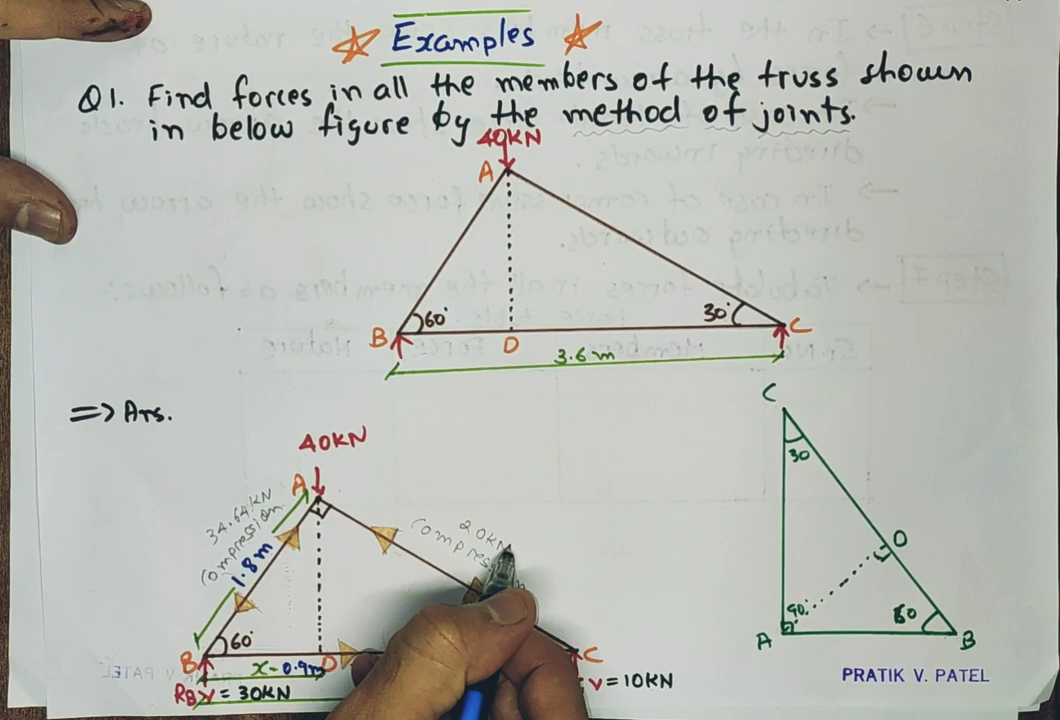 Examples
Q1. Find forces in all the members of the truss shown
in below figure by the method of joints.
40KN
A
60°
30°
B
D
C
3.6 m
=> Ans.
40KN
A
34.64KN
Compression
1.8m
20KN
Compres
60°
B
x-0.9m
D
C
RBV = 30KN
V = 10KN
C
30
D
90°
60
A
B
PRATIK V. PATEL